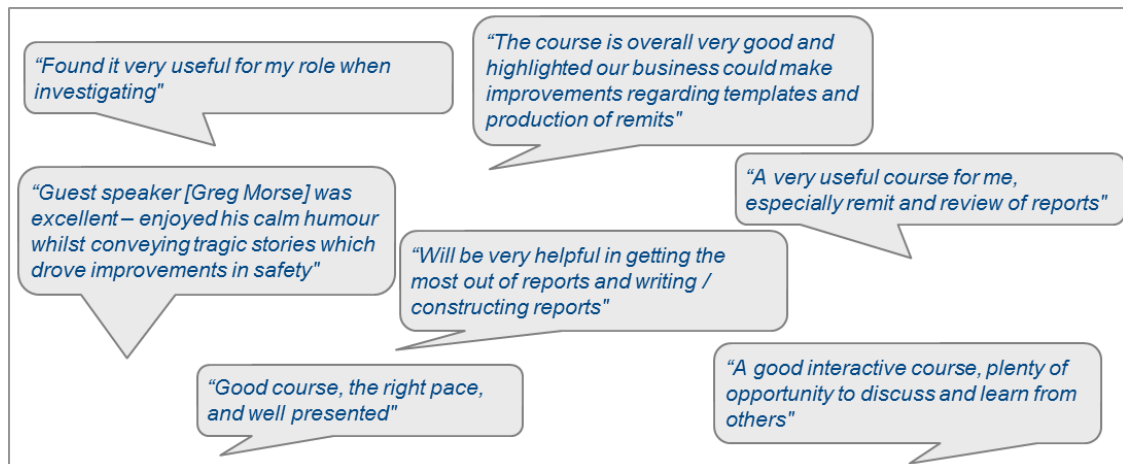 “Found it very useful for my role when
investigating"
“The course is overall very good and
highlighted our business could make
improvements regarding templates and
production of remits"
“Guest speaker [Greg Morse] was
excellent – enjoyed his calm humour
whilst conveying tragic stories which
drove improvements in safety"
“A very useful course for me,
especially remit and review of reports"
“Will be very helpful in getting the
most out of reports and writing /
constructing reports"
“Good course, the right pace,
and well presented"
“A good interactive course, plenty of
opportunity to discuss and learn from
others"